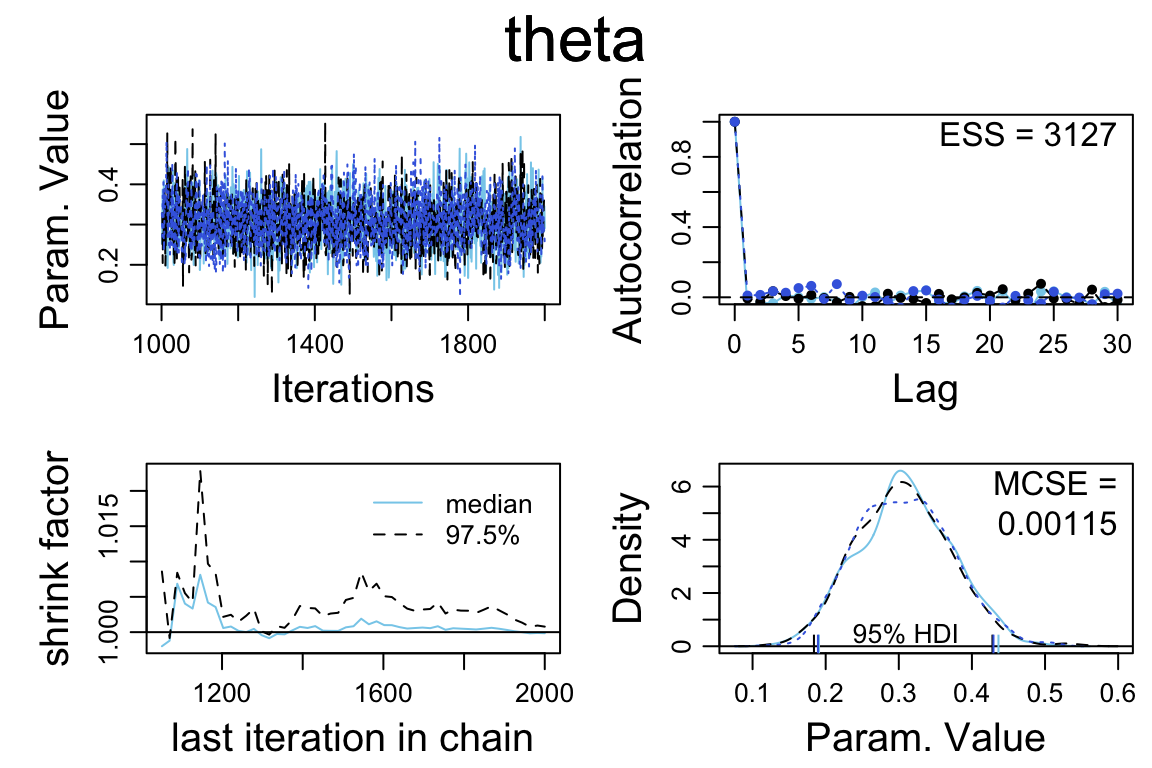 theta
Param. Value
0.2 0.4
1000 1400 1800
Iterations
Autocorrelation
0.0 0.4 0.8
ESS = 3127
0 5 10 15 20 25 30
Lag
shrink factor
1.000 1.015
median
97.5%
1200 1600 2000
last iteration in chain
Density
0 2 4 6
MCSE =
0.00115
95% HDI
0.1 0.2 0.3 0.4 0.5 0.6
Param. Value